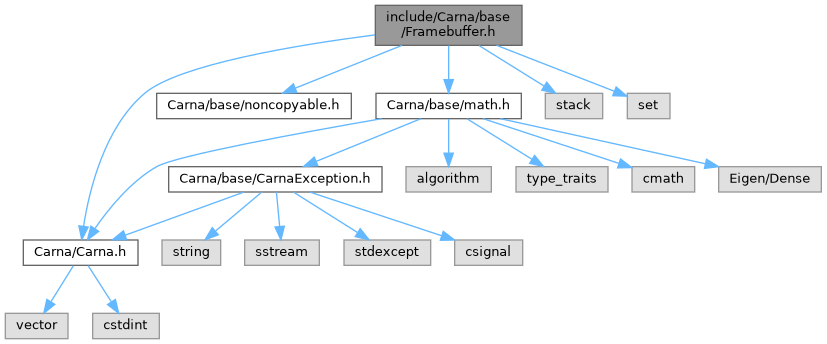 include/Carna/base
/Framebuffer.h
Carna/base/noncopyable.h
Carna/base/math.h
stack
set
Carna/base/CarnaException.h
algorithm
type_traits
cmath
Eigen/Dense
Carna/Carna.h
string
sstream
stdexcept
csignal
vector
cstdint